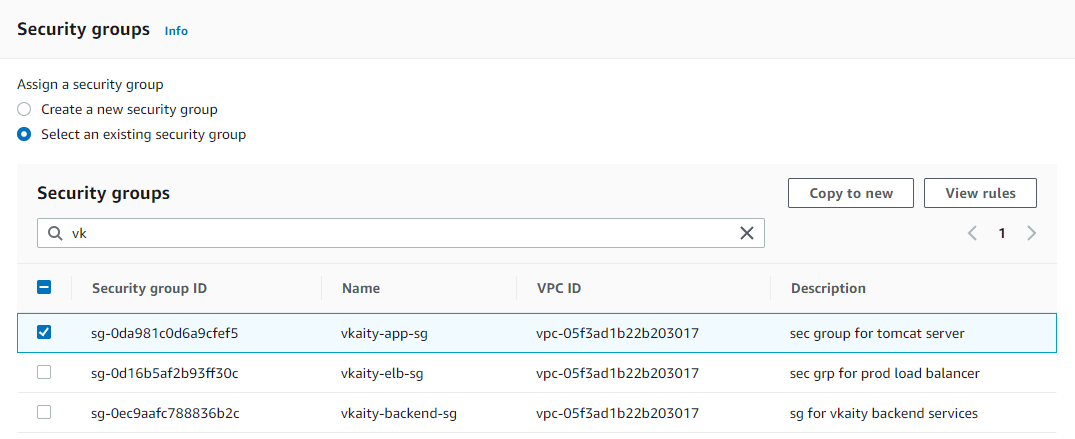 Security groups Info
Assign a security group
Create a new security group
Select an existing security group
Security groups Copy to new View rules
vk 1
Security group ID Name VPC ID Description
sg-0da981c0d6a9cfef5 vkaity-app-sg vpc-05f3ad1b22b203017 sec group for tomcat server
sg-0d16b5af2b93ff30c vkaity-elb-sg vpc-05f3ad1b22b203017 sec grp for prod load balancer
sg-0ec9aafc788836b2c vkaity-backend-sg vpc-05f3ad1b22b203017 sg for vkaity backend services